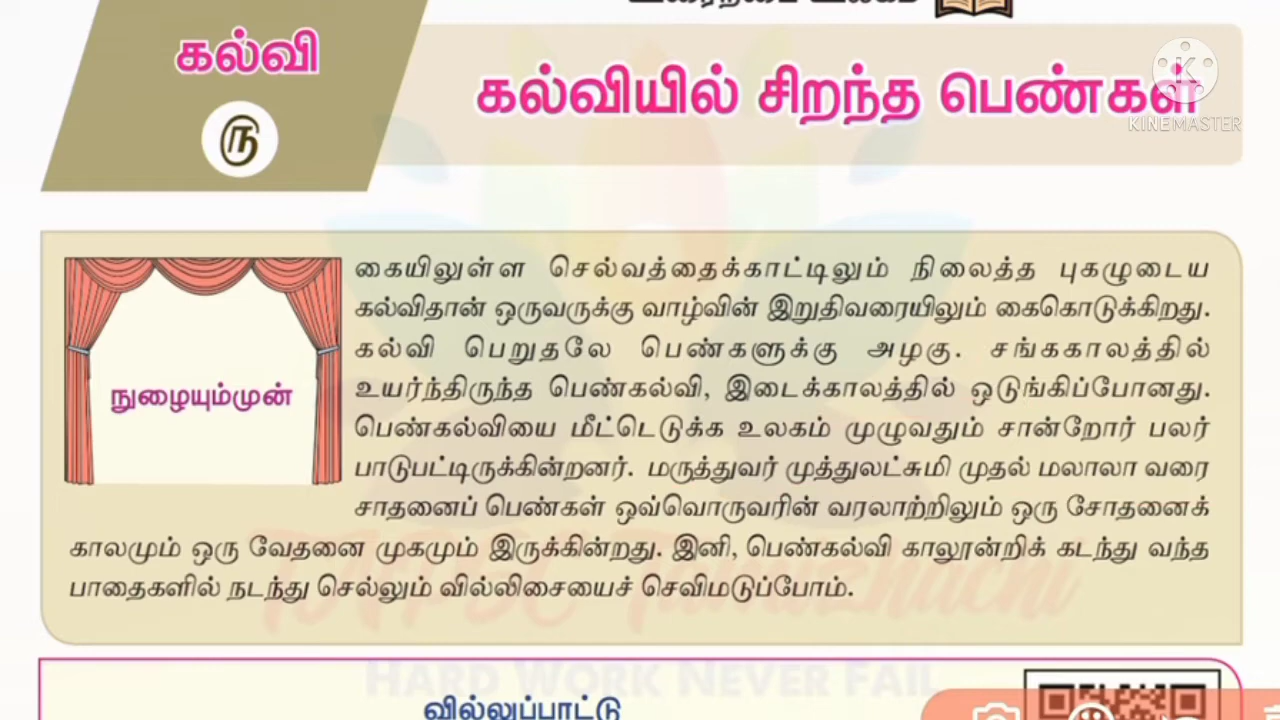 கல்வி
௫
கல்வியில் சிறந்த பெண்கள்
KINEMASTER
நுழையும்முன்
கையிலுள்ள செல்வத்தைக்காட்டிலும் நிலைத்த புகழுடைய
கல்விதான் ஒருவருக்கு வாழ்வின் இறுதிவரையிலும் கைகொடுக்கிறது.
கல்வி பெறுதலே பெண்களுக்கு அழகு. சங்ககாலத்தில்
உயர்ந்திருந்த பெண்கல்வி, இடைக்காலத்தில் ஒடுங்கிப்போனது.
பெண்கல்வியை மீட்டெடுக்க உலகம் முழுவதும் சான்றோர் பலர்
பாடுபட்டிருக்கின்றனர். மருத்துவர் முத்துலட்சுமி முதல் மலாலா வரை
சாதனைப் பெண்கள் ஒவ்வொருவரின் வரலாற்றிலும் ஒரு சோதனைக்
காலமும் ஒரு வேதனை முகமும் இருக்கின்றது. இனி, பெண்கல்வி காலூன்றிக் கடந்து வந்த
பாதைகளில் நடந்து செல்லும் வில்லிசையைச் செவிமடுப்போம்.
HARD WORK NEVER FAIL
வில்லுப்பாட்டு